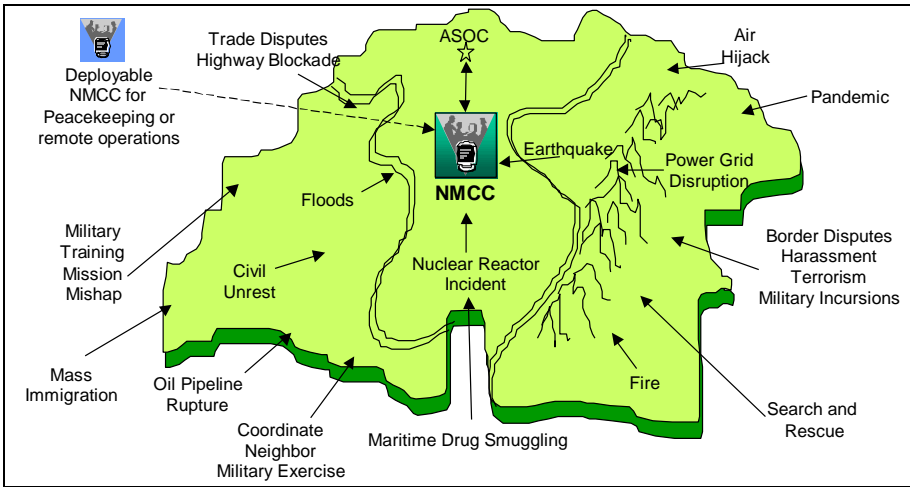 Deployable
NMCC for
Peacekeeping or
remote operations
Trade Disputes
Highway Blockade
ASOC
Air
Hijack
Pandemic
Earthquake
Power Grid
Disruption
NMCC
Floods
Military
Training
Mission
Mishap
Civil
Unrest
Nuclear Reactor
Incident
Border Disputes
Harassment
Terrorism
Military Incursions
Mass
Immigration
Oil Pipeline
Rupture
Coordinate
Neighbor
Military Exercise
Maritime Drug Smuggling
Fire
Search and
Rescue